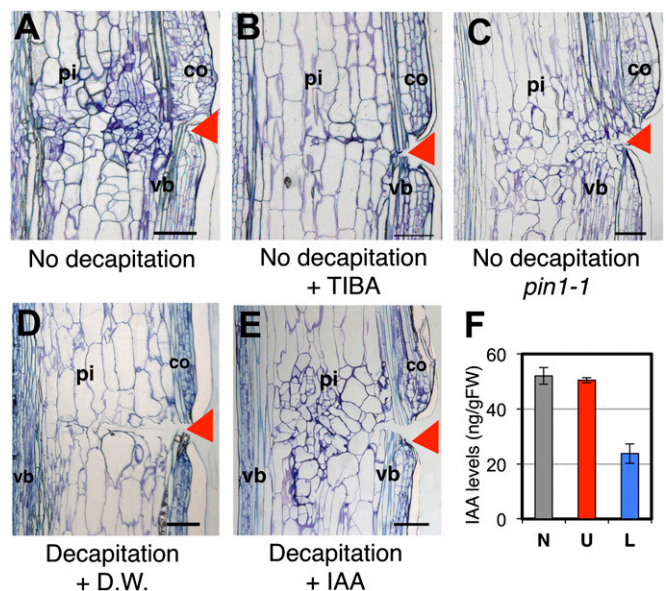 A
pi
co
vb
No decapitation
B
pi
co
vb
No decapitation
+ TIBA
C
pi
co
vb
No decapitation
pin1-1
D
pi
co
vb
Decapitation
+ D.W.
E
pi
co
vb
Decapitation
+ IAA
F
IAA levels (ng/gFW)
60
40
20
0
N U L